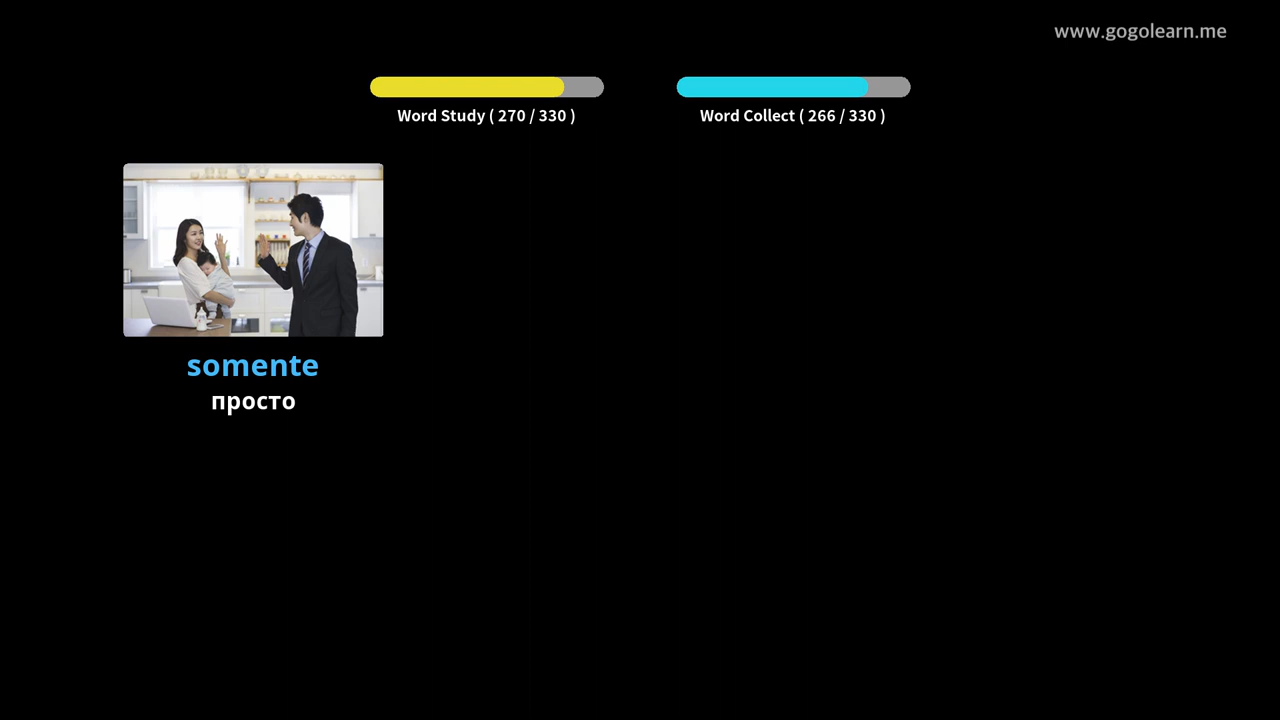 www.gogolearn.me
Word Study ( 270 / 330 )
Word Collect ( 266 / 330 )
somente
просто